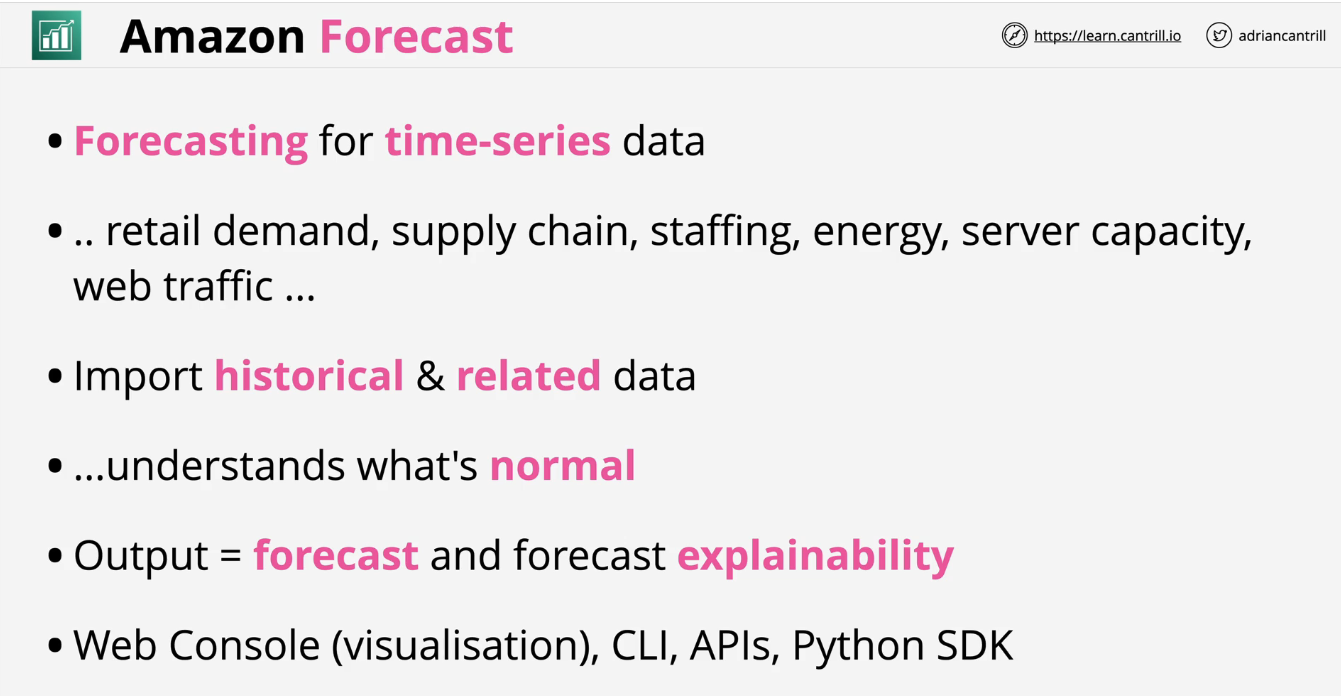 Amazon Forecast
https://learn.cantrill.io
adriancantrill
• Forecasting for time-series data
• .. retail demand, supply chain, staffing, energy, server capacity,
web traffic ...
• Import historical & related data
• ...understands what's normal
• Output = forecast and forecast explainability
• Web Console (visualisation), CLI, APIs, Python SDK